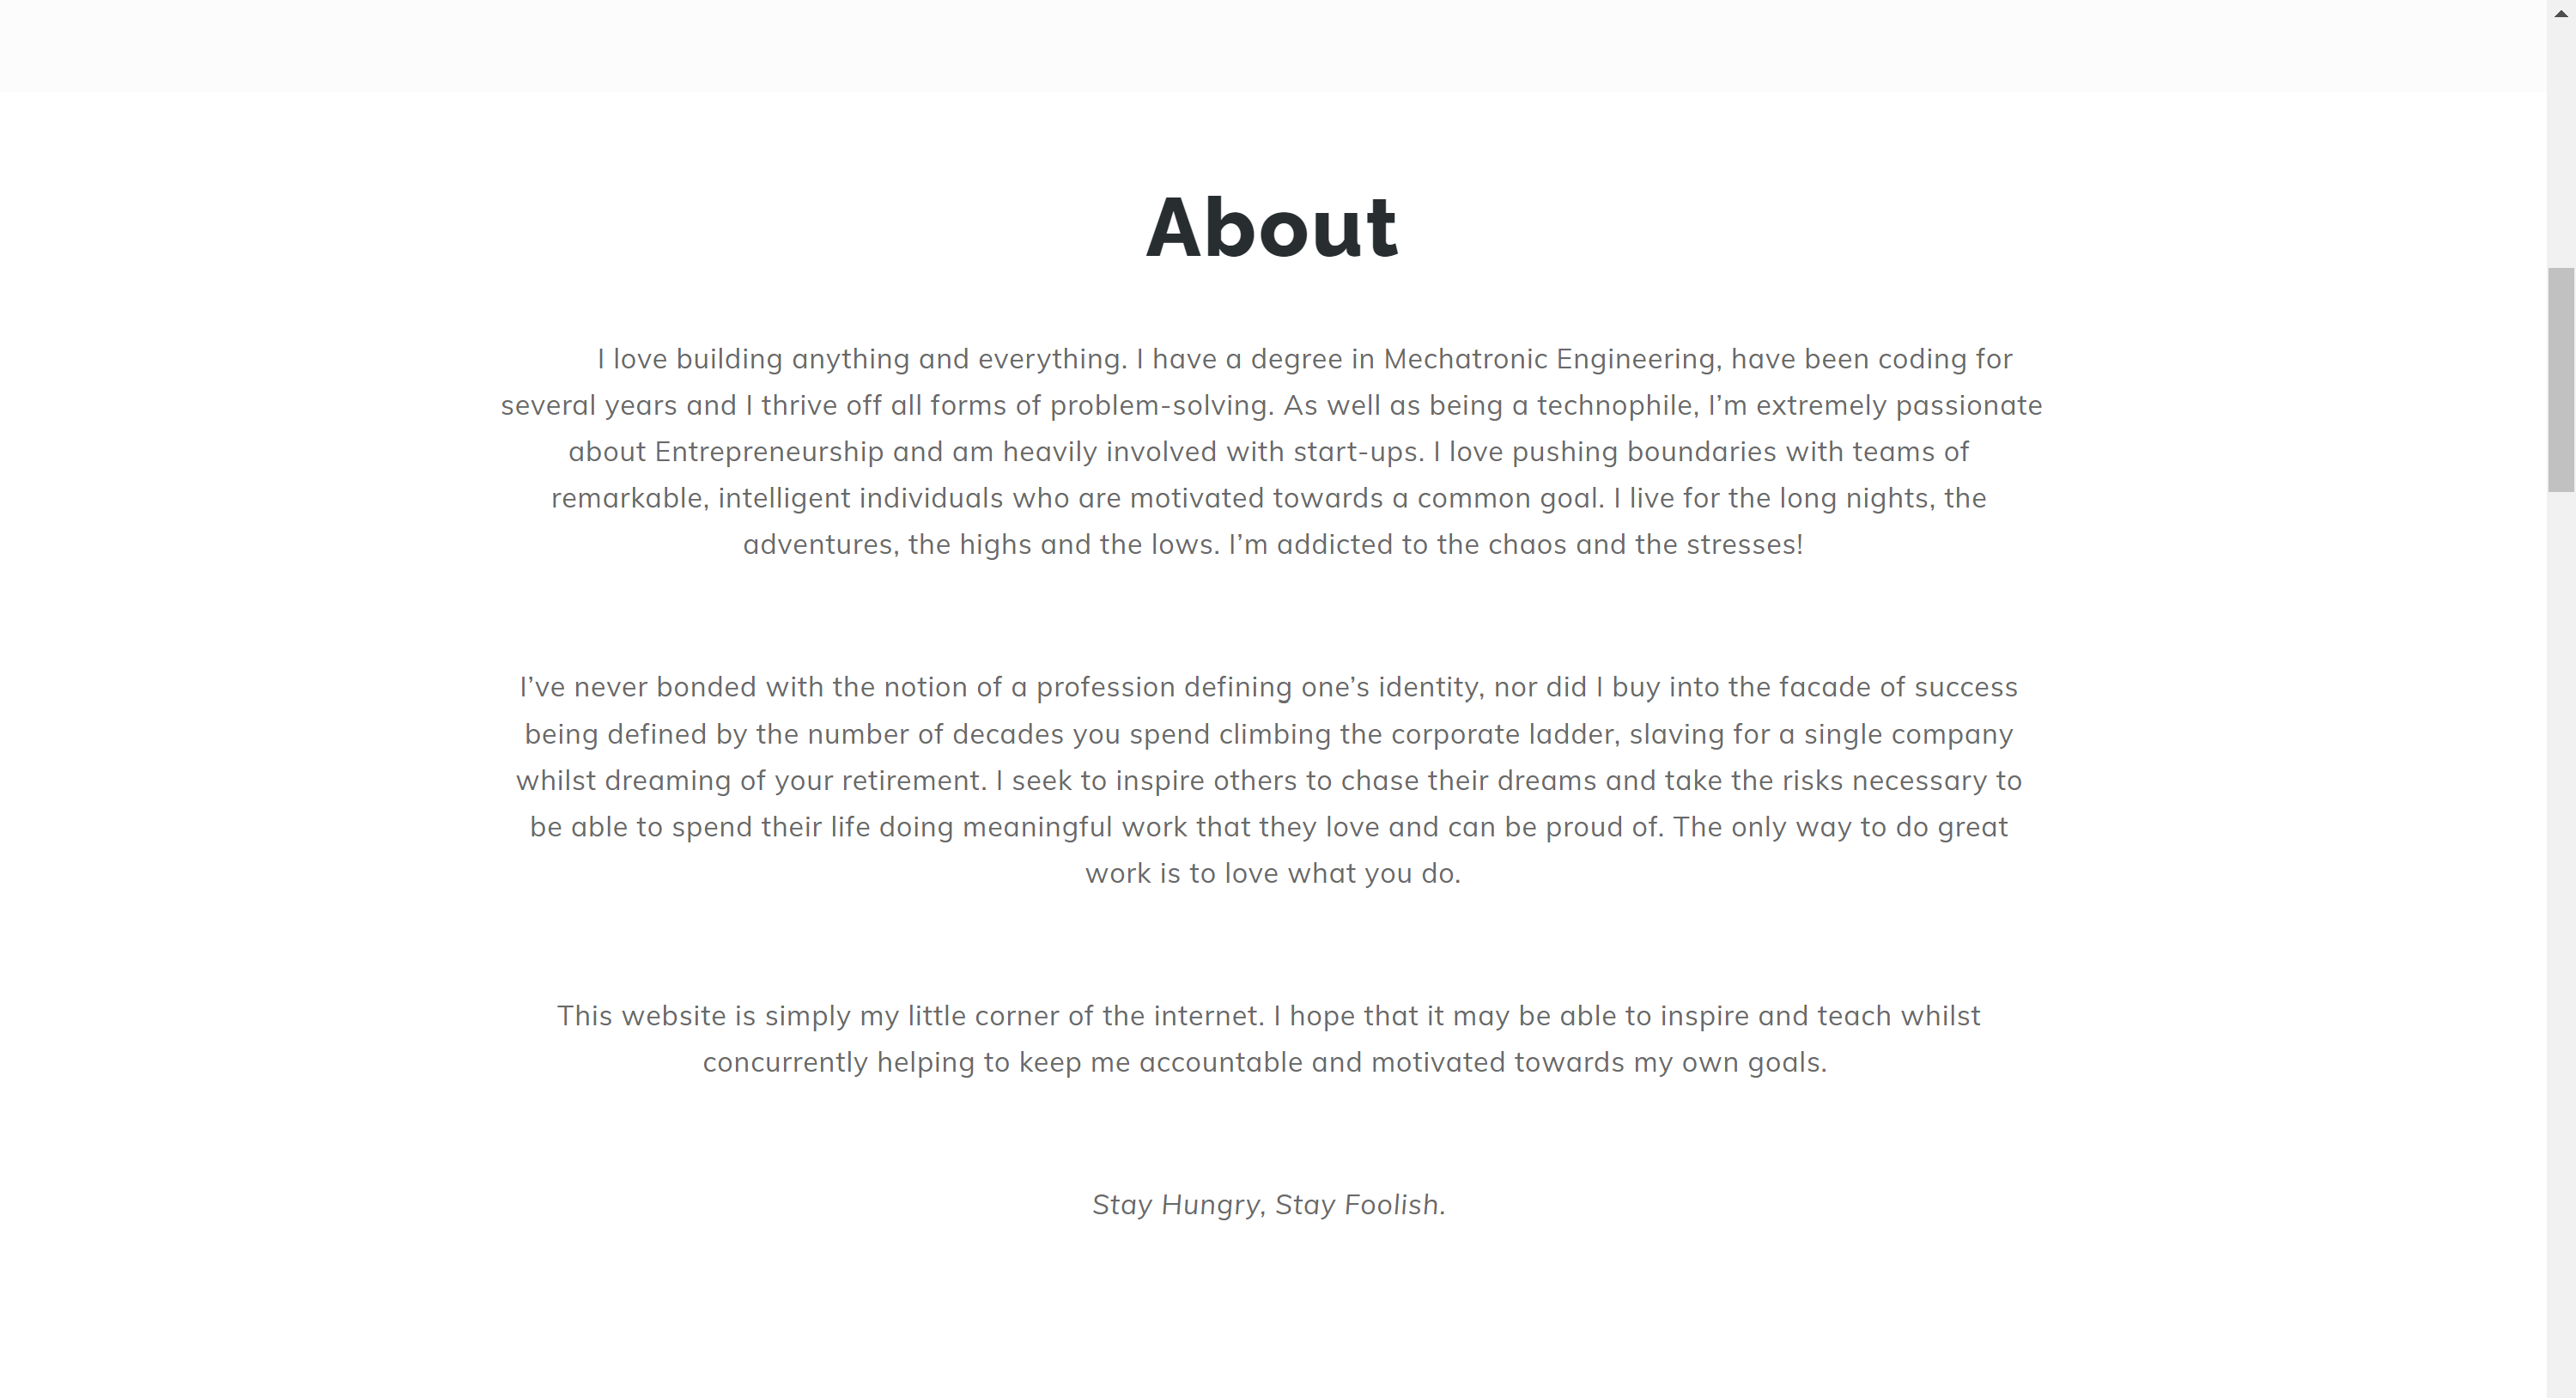 About
I love building anything and everything. I have a degree in Mechatronic Engineering, have been coding for
several years and I thrive off all forms of problem-solving. As well as being a technophile, I’m extremely passionate
about Entrepreneurship and am heavily involved with start-ups. I love pushing boundaries with teams of
remarkable, intelligent individuals who are motivated towards a common goal. I live for the long nights, the
adventures, the highs and the lows. I’m addicted to the chaos and the stresses!
I’ve never bonded with the notion of a profession defining one’s identity, nor did I buy into the facade of success
being defined by the number of decades you spend climbing the corporate ladder, slaving for a single company
whilst dreaming of your retirement. I seek to inspire others to chase their dreams and take the risks necessary to
be able to spend their life doing meaningful work that they love and can be proud of. The only way to do great
work is to love what you do.
This website is simply my little corner of the internet. I hope that it may be able to inspire and teach whilst
concurrently helping to keep me accountable and motivated towards my own goals.
Stay Hungry, Stay Foolish.